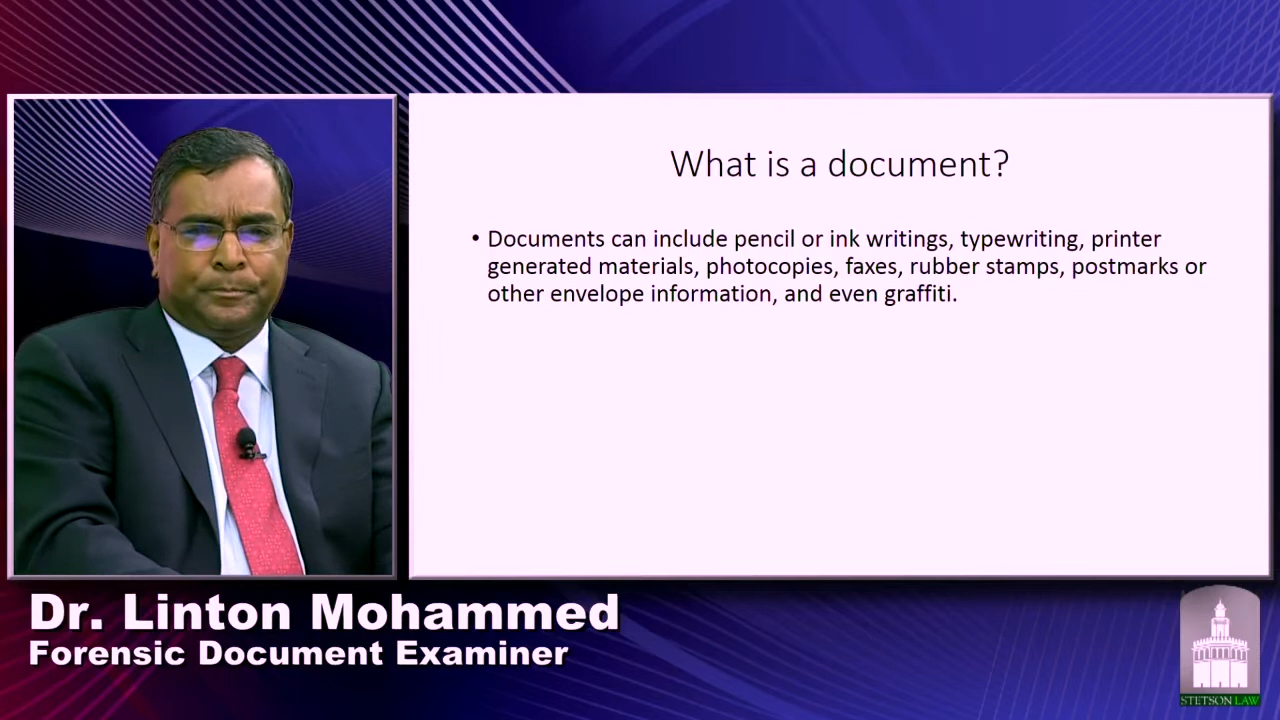 What is a document?
• Documents can include pencil or ink writings, typewriting, printer
generated materials, photocopies, faxes, rubber stamps, postmarks or
other envelope information, and even graffiti.
Dr. Linton Mohammed
Forensic Document Examiner
STETSON LAW